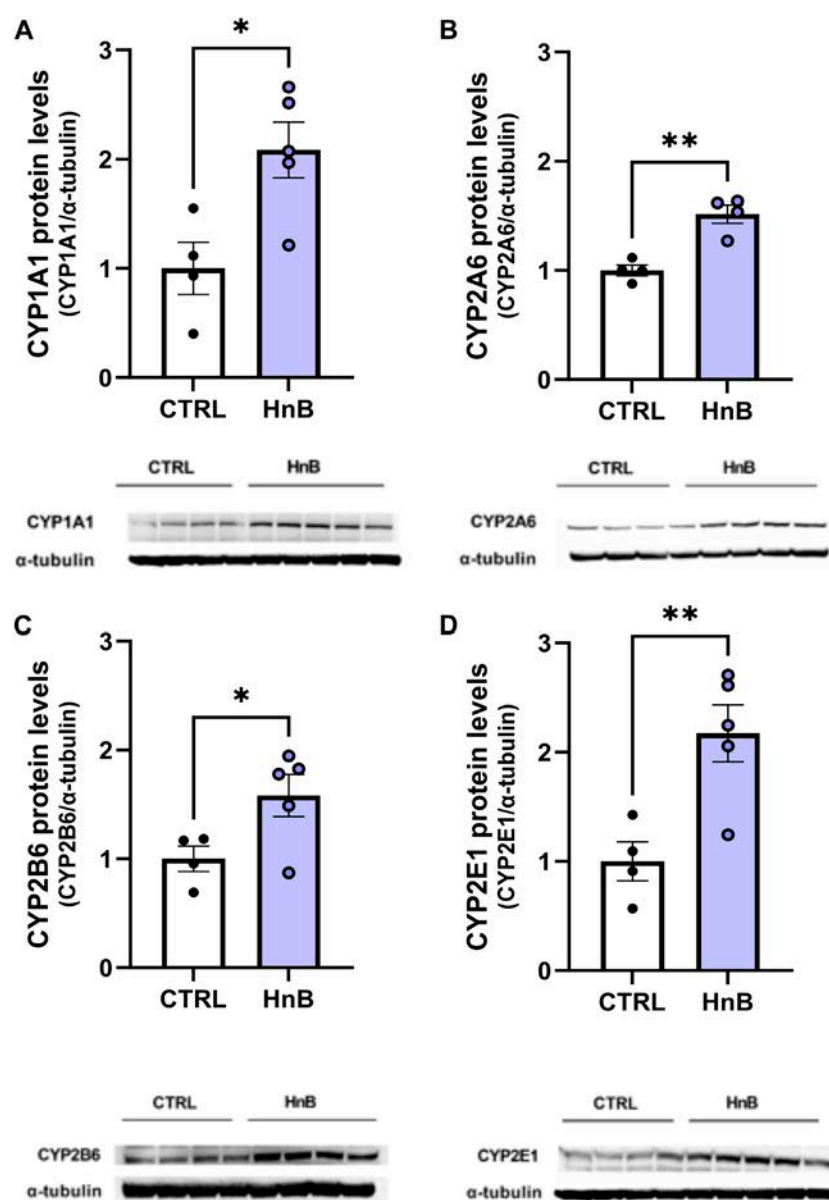 A
CYP1A1 protein levels
(CYP1A1/α-tubulin)
3
2
1
0
*
CTRL HnB
CTRL HnB
CYP1A1
α-tubulin
B
CYP2A6 protein levels
(CYP2A6/α-tubulin)
3
2
1
0
**
CTRL HnB
CTRL HnB
CYP2A6
α-tubulin
C
CYP2B6 protein levels
(CYP2B6/α-tubulin)
3
2
1
0
*
CTRL HnB
CTRL HnB
CYP2B6
α-tubulin
D
CYP2E1 protein levels
(CYP2E1/α-tubulin)
3
2
1
0
**
CTRL HnB
CTRL HnB
CYP2E1
α-tubulin